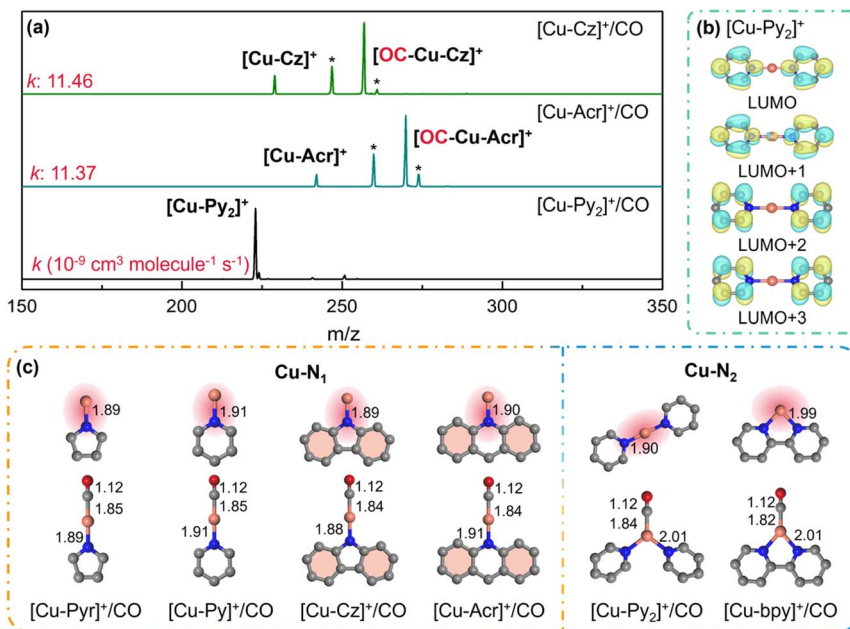 (a)
[Cu-Cz]⁺/CO
[Cu-Cz]⁺
*
[OC-Cu-Cz]⁺
*
k: 11.46
[Cu-Acr]⁺/CO
[Cu-Acr]⁺
*
[OC-Cu-Acr]⁺
*
k: 11.37
[Cu-Py₂]⁺
[Cu-Py₂]⁺/CO
k (10⁻⁹ cm³ molecule⁻¹ s⁻¹)
150 200 250 300 350
m/z
(b) [Cu-Py₂]⁺
LUMO
LUMO+1
LUMO+2
LUMO+3
(c) Cu-N₁ Cu-N₂
1.89 1.91 1.89 1.90 1.90 1.99
1.12 1.12 1.12 1.12 1.12 1.12
1.85 1.85 1.84 1.84 1.84 1.82
1.89 1.91 1.88 1.91 2.01 2.01
[Cu-Pyr]⁺/CO [Cu-Py]⁺/CO [Cu-Cz]⁺/CO [Cu-Acr]⁺/CO [Cu-Py₂]⁺/CO [Cu-bpy]⁺/CO